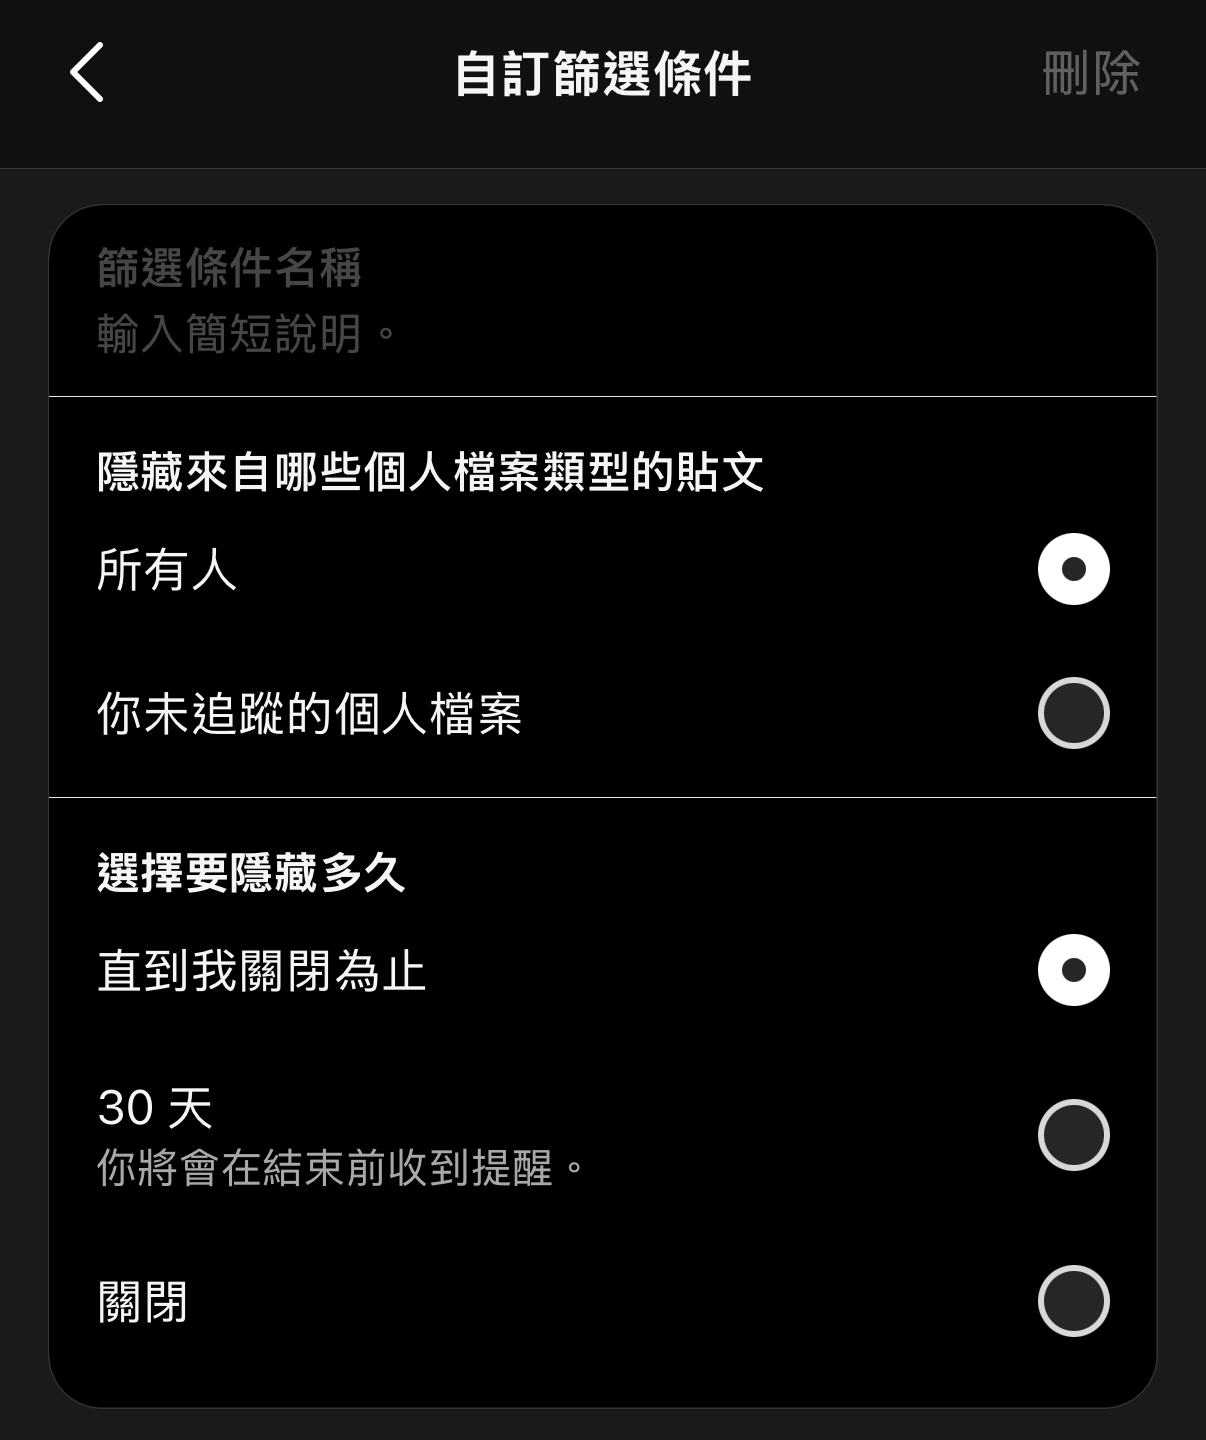 自訂篩選條件
刪除
篩選條件名稱
輸入簡短說明。
隱藏來自哪些個人檔案類型的貼文
所有人
你未追蹤的個人檔案
選擇要隱藏多久
直到我關閉為止
30 天
你將會在結束前收到提醒。
關閉